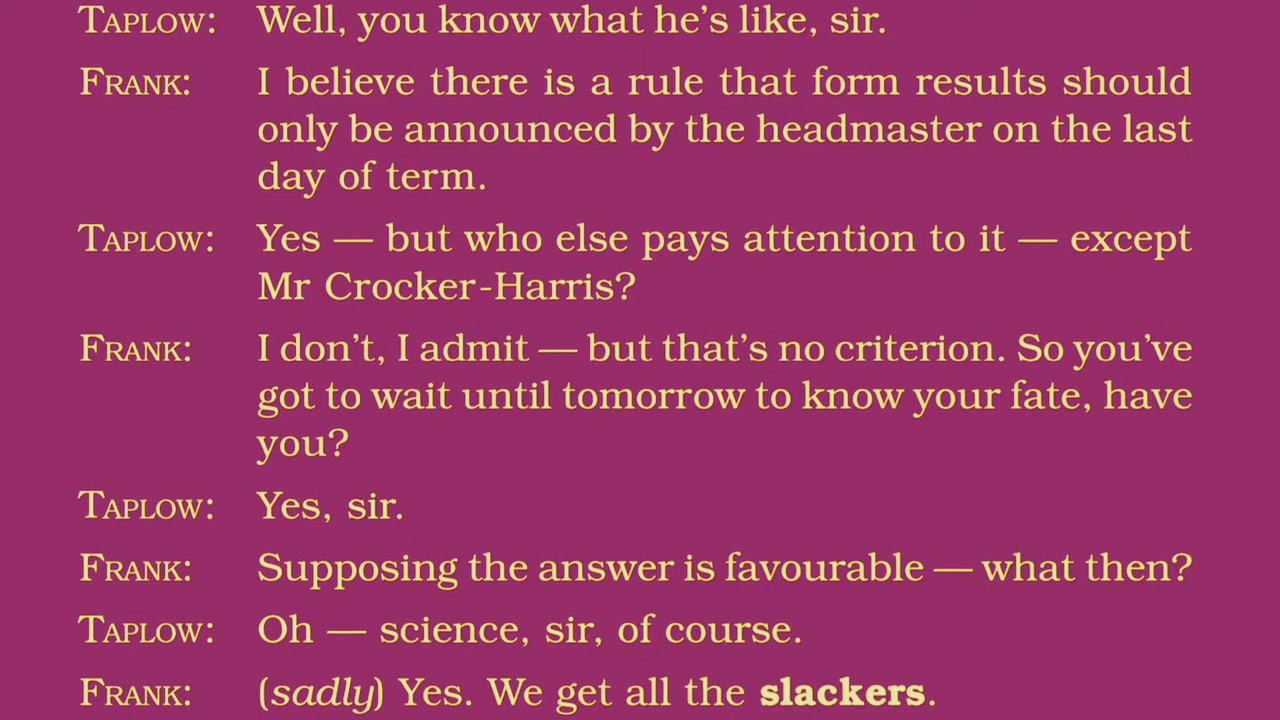 TAPLOW: Well, you know what he's like, sir.
FRANK: I believe there is a rule that form results should
only be announced by the headmaster on the last
day of term.
TAPLOW: Yes — but who else pays attention to it — except
Mr Crocker-Harris?
FRANK: I don't, I admit — but that's no criterion. So you've
got to wait until tomorrow to know your fate, have
you?
TAPLOW: Yes, sir.
FRANK: Supposing the answer is favourable — what then?
TAPLOW: Oh — science, sir, of course.
FRANK: (sadly) Yes. We get all the slackers.